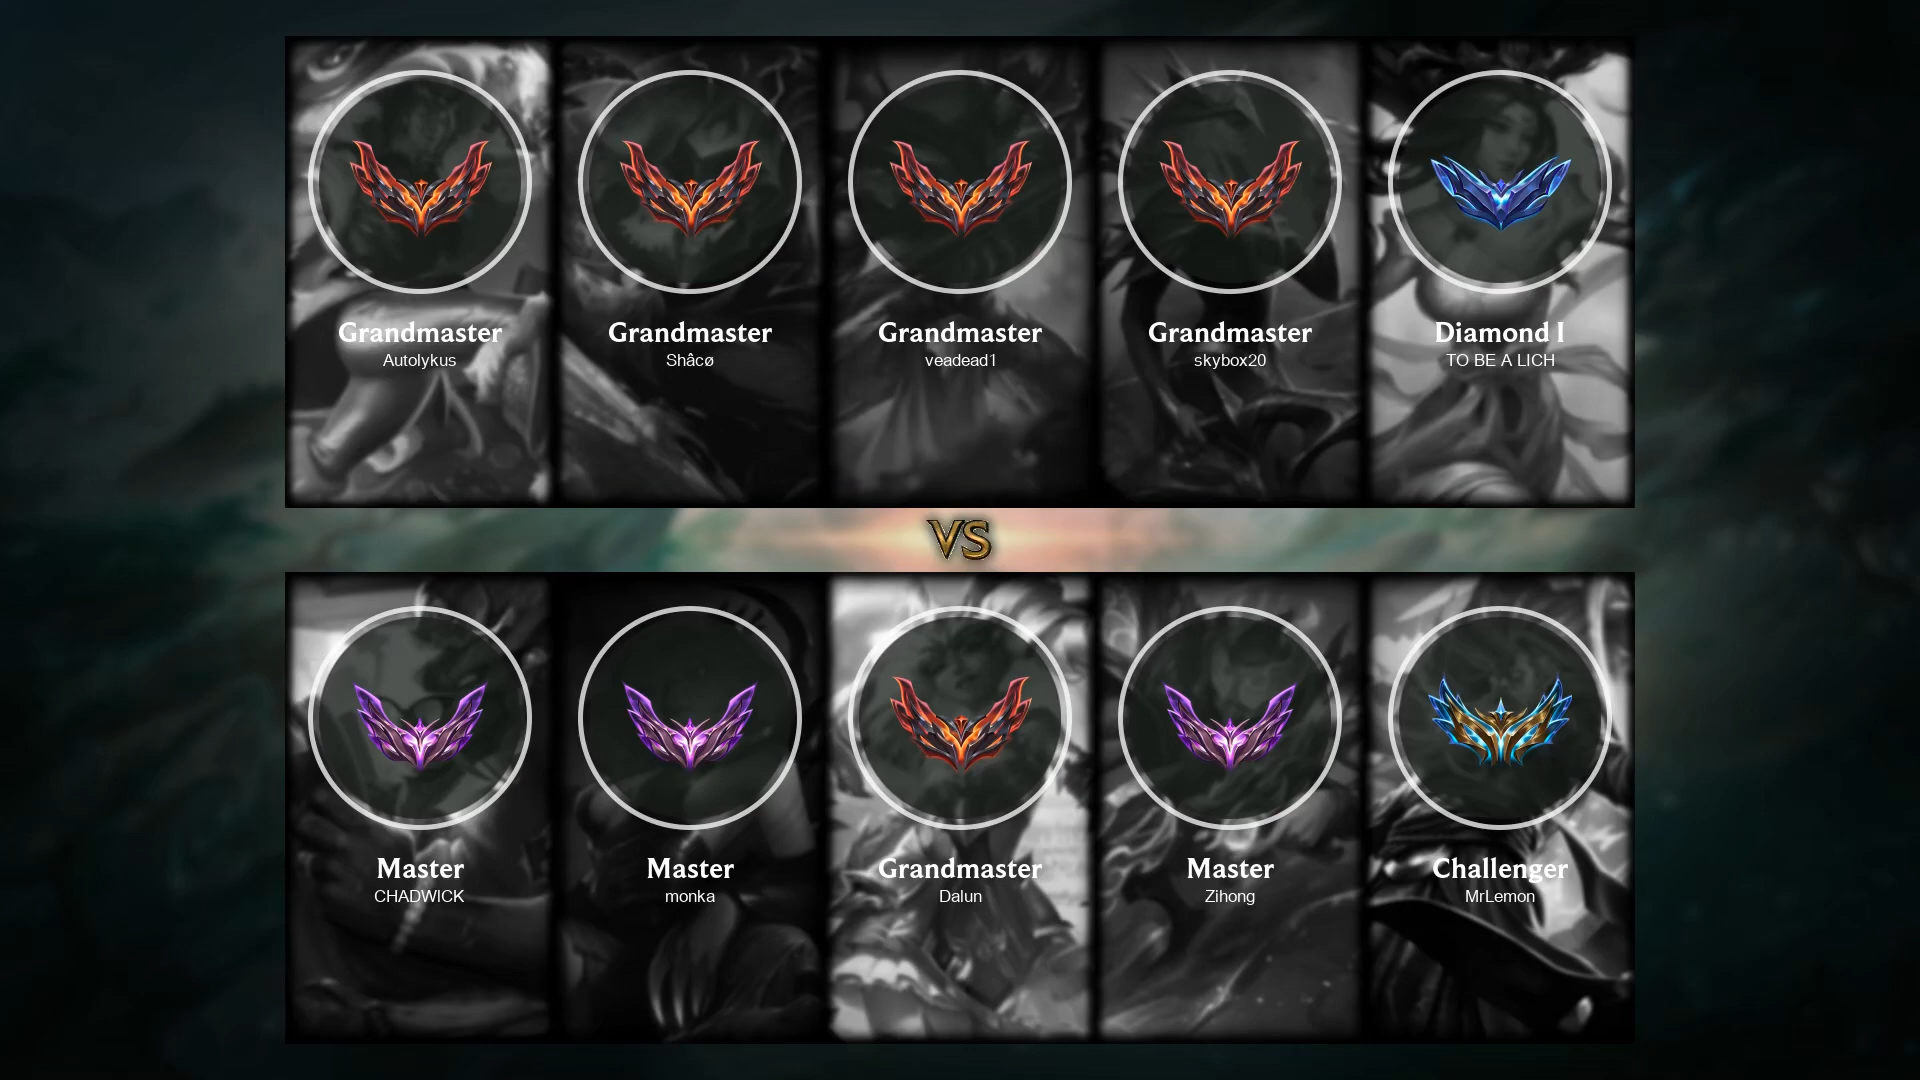 Grandmaster
Autolykus
Grandmaster
Shâcø
Grandmaster
veadead1
Grandmaster
skybox20
Diamond I
TO BE A LICH
VS
Master
CHADWICK
Master
monka
Grandmaster
Dalun
Master
Zihong
Challenger
MrLemon